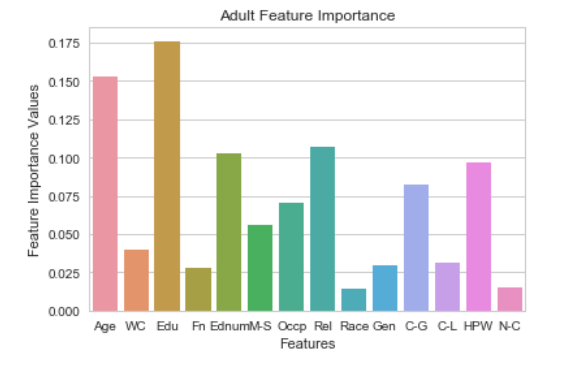 Adult Feature Importance
Feature Importance Values
0.175
0.150
0.125
0.100
0.075
0.050
0.025
0.000
Age WC Edu Fn Ednum M-S Occp Rel Race Gen C-G C-L HPW N-C
Features